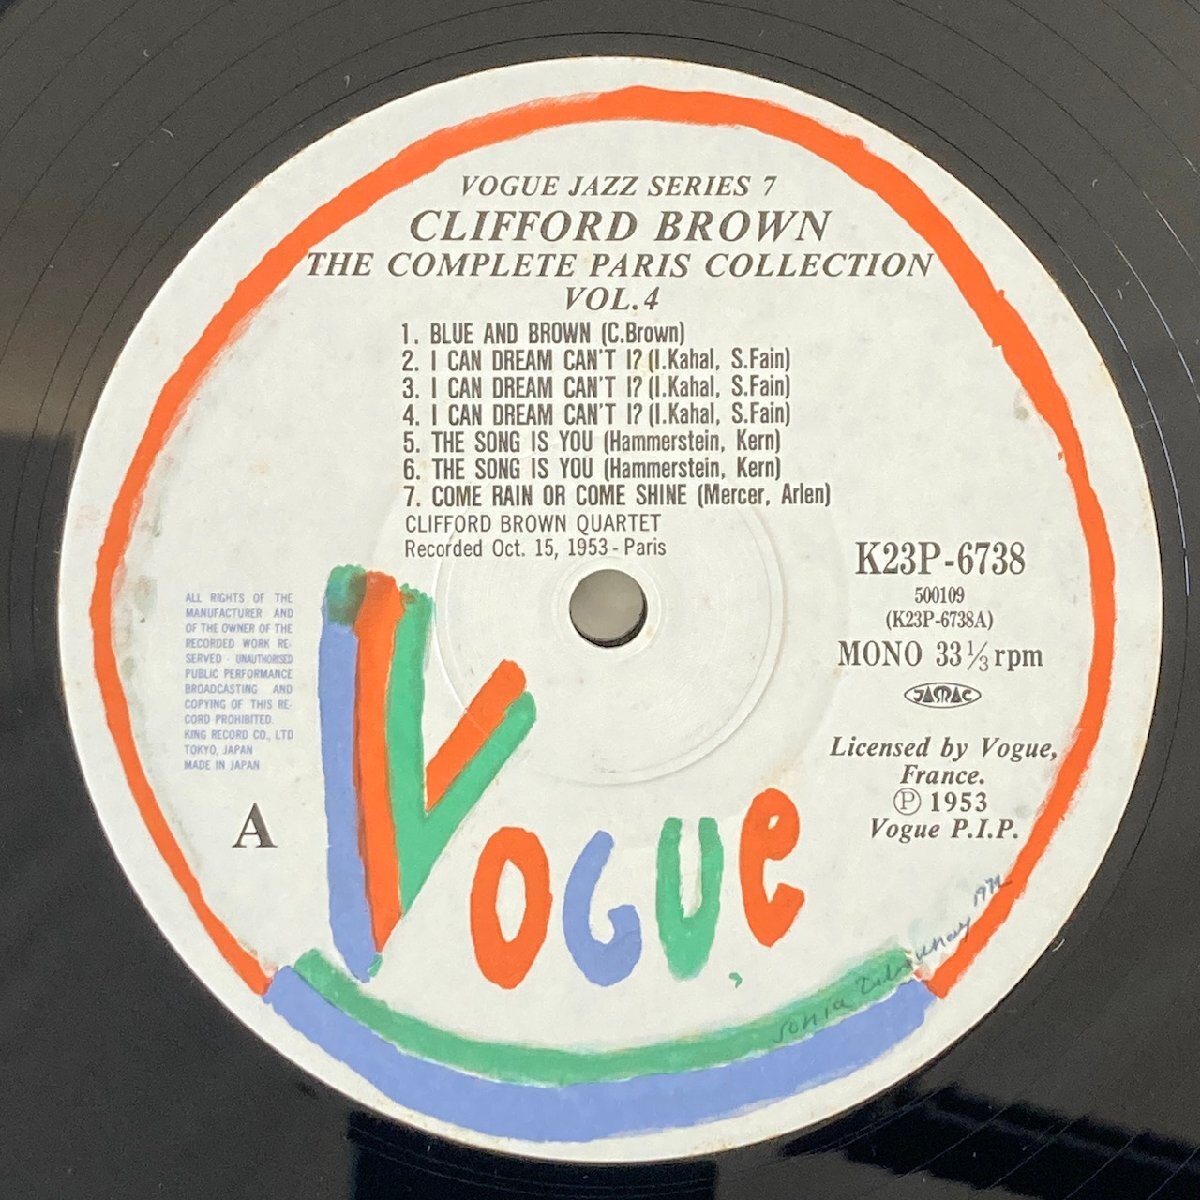 VOGUE JAZZ SERIES 7
CLIFFORD BROWN
THE COMPLETE PARIS COLLECTION
VOL.4
1. BLUE AND BROWN (C.Brown)
2. I CAN DREAM CAN'T I? (I.Kahal, S.Fain)
3. I CAN DREAM CAN'T I? (I.Kahal, S.Fain)
4. I CAN DREAM CAN'T I? (I.Kahal, S.Fain)
5. THE SONG IS YOU (Hammerstein, Kern)
6. THE SONG IS YOU (Hammerstein, Kern)
7. COME RAIN OR COME SHINE (Mercer, Arlen)
CLIFFORD BROWN QUARTET
Recorded Oct. 15, 1953 - Paris
K23P-6738
500109
(K23P-6738A)
MONO 33 1/3 rpm
JASRAC
Licensed by Vogue,
France.
Ⓟ 1953
Vogue P.I.P.
ALL RIGHTS OF THE
MANUFACTURER AND
OF THE OWNER OF THE
RECORDED WORK RE-
SERVED - UNAUTHORISED
PUBLIC PERFORMANCE
BROADCASTING AND
COPYING OF THIS RE-
CORD PROHIBITED.
KING RECORD CO., LTD
TOKYO, JAPAN
MADE IN JAPAN
A
VOGUE
Sonia Delaunay